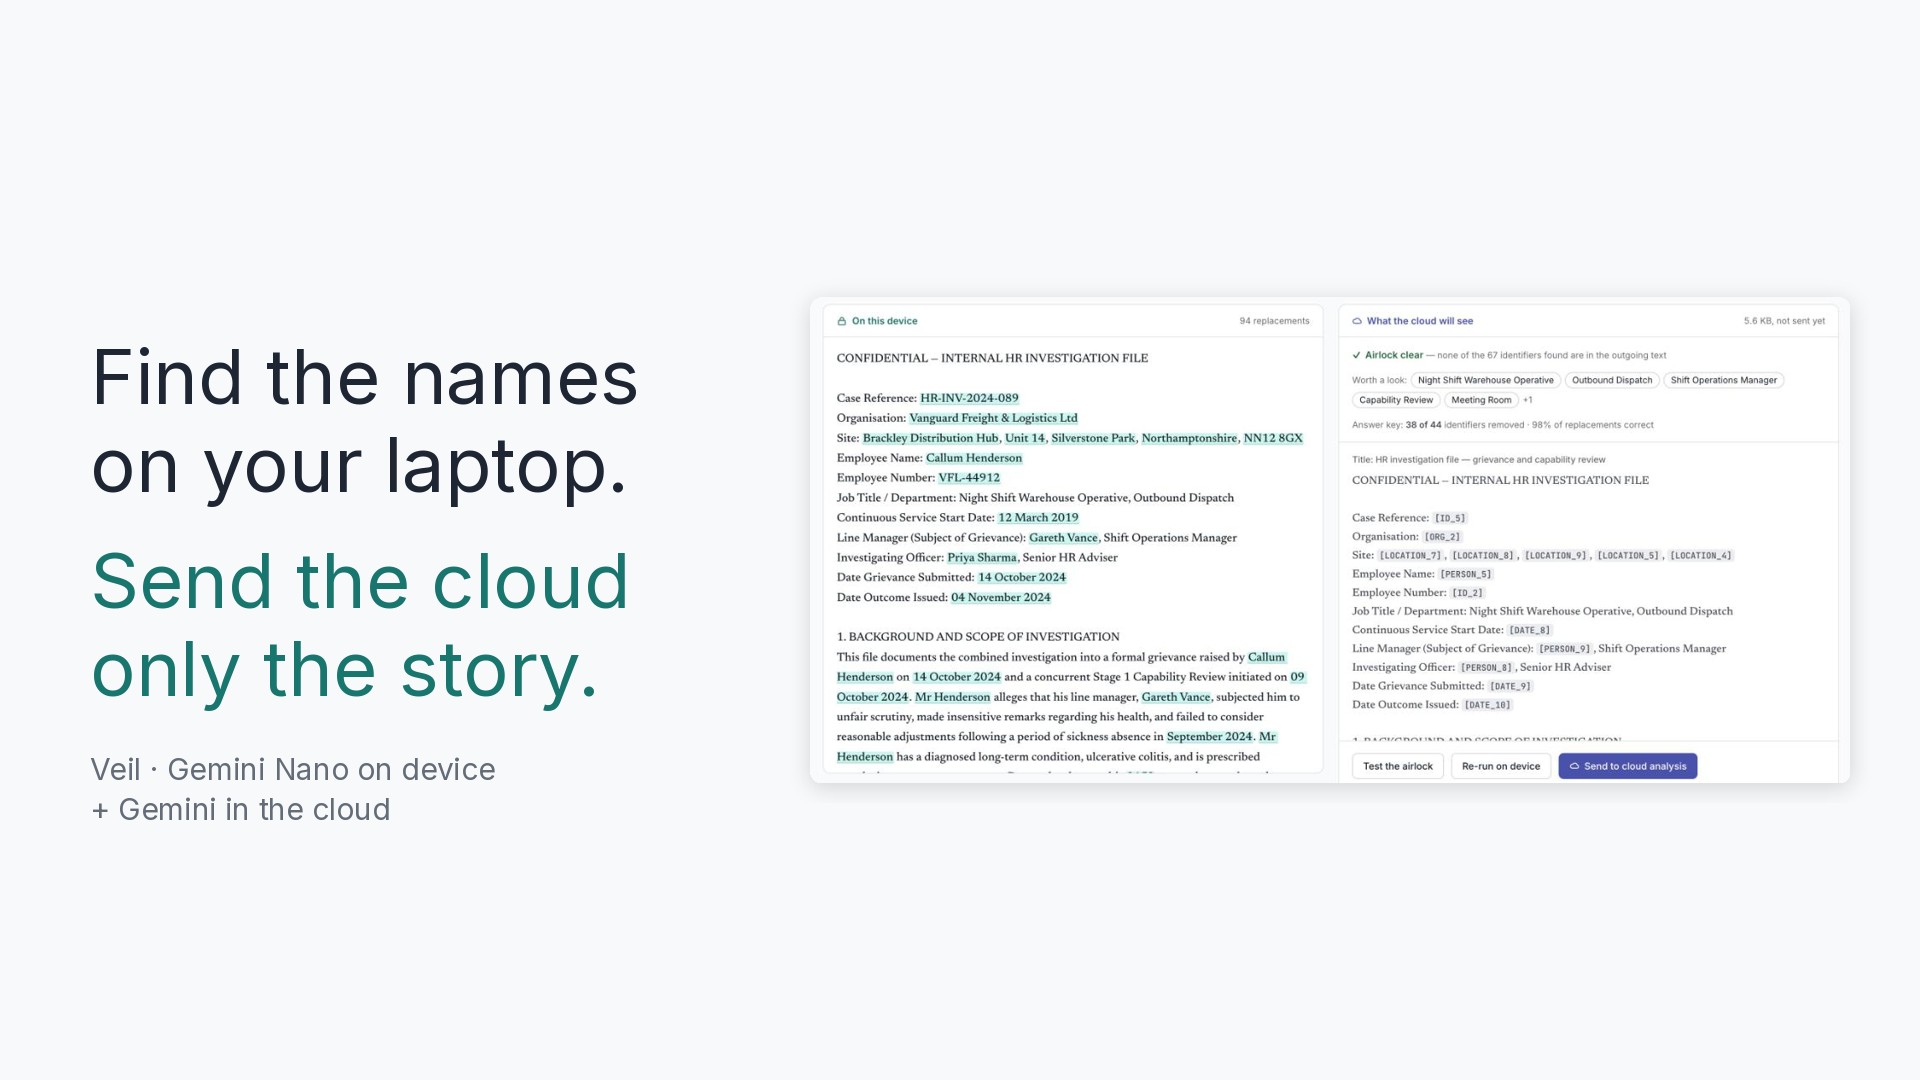 Find the names
on your laptop.
Send the cloud
only the story.
Veil · Gemini Nano on device
+ Gemini in the cloud
On this device
94 replacements
CONFIDENTIAL – INTERNAL HR INVESTIGATION FILE
Case Reference: HR-INV-2024-089
Organisation: Vanguard Freight & Logistics Ltd
Site: Brackley Distribution Hub, Unit 14, Silverstone Park, Northamptonshire, NN12 8GX
Employee Name: Callum Henderson
Employee Number: VFL-44912
Job Title / Department: Night Shift Warehouse Operative, Outbound Dispatch
Continuous Service Start Date: 12 March 2019
Line Manager (Subject of Grievance): Gareth Vance, Shift Operations Manager
Investigating Officer: Priya Sharma, Senior HR Adviser
Date Grievance Submitted: 14 October 2024
Date Outcome Issued: 04 November 2024
1. BACKGROUND AND SCOPE OF INVESTIGATION
This file documents the combined investigation into a formal grievance raised by Callum
Henderson on 14 October 2024 and a concurrent Stage 1 Capability Review initiated on 09
October 2024. Mr Henderson alleges that his line manager, Gareth Vance, subjected him to
unfair scrutiny, made insensitive remarks regarding his health, and failed to consider
reasonable adjustments following a period of sickness absence in September 2024. Mr
Henderson has a diagnosed long-term condition, ulcerative colitis, and is prescribed
What the cloud will see
5.6 KB, not sent yet
✓ Airlock clear — none of the 67 identifiers found are in the outgoing text
Worth a look: Night Shift Warehouse Operative Outbound Dispatch Shift Operations Manager
Capability Review Meeting Room +1
Answer key: 38 of 44 identifiers removed · 98% of replacements correct
Title: HR investigation file — grievance and capability review
CONFIDENTIAL – INTERNAL HR INVESTIGATION FILE
Case Reference: [ID_5]
Organisation: [ORG_2]
Site: [LOCATION_7], [LOCATION_8], [LOCATION_9], [LOCATION_5], [LOCATION_4]
Employee Name: [PERSON_5]
Employee Number: [ID_2]
Job Title / Department: Night Shift Warehouse Operative, Outbound Dispatch
Continuous Service Start Date: [DATE_8]
Line Manager (Subject of Grievance): [PERSON_9], Shift Operations Manager
Investigating Officer: [PERSON_8], Senior HR Adviser
Date Grievance Submitted: [DATE_9]
Date Outcome Issued: [DATE_10]
1. BACKGROUND AND SCOPE OF INVESTIGATION
Test the airlock
Re-run on device
Send to cloud analysis